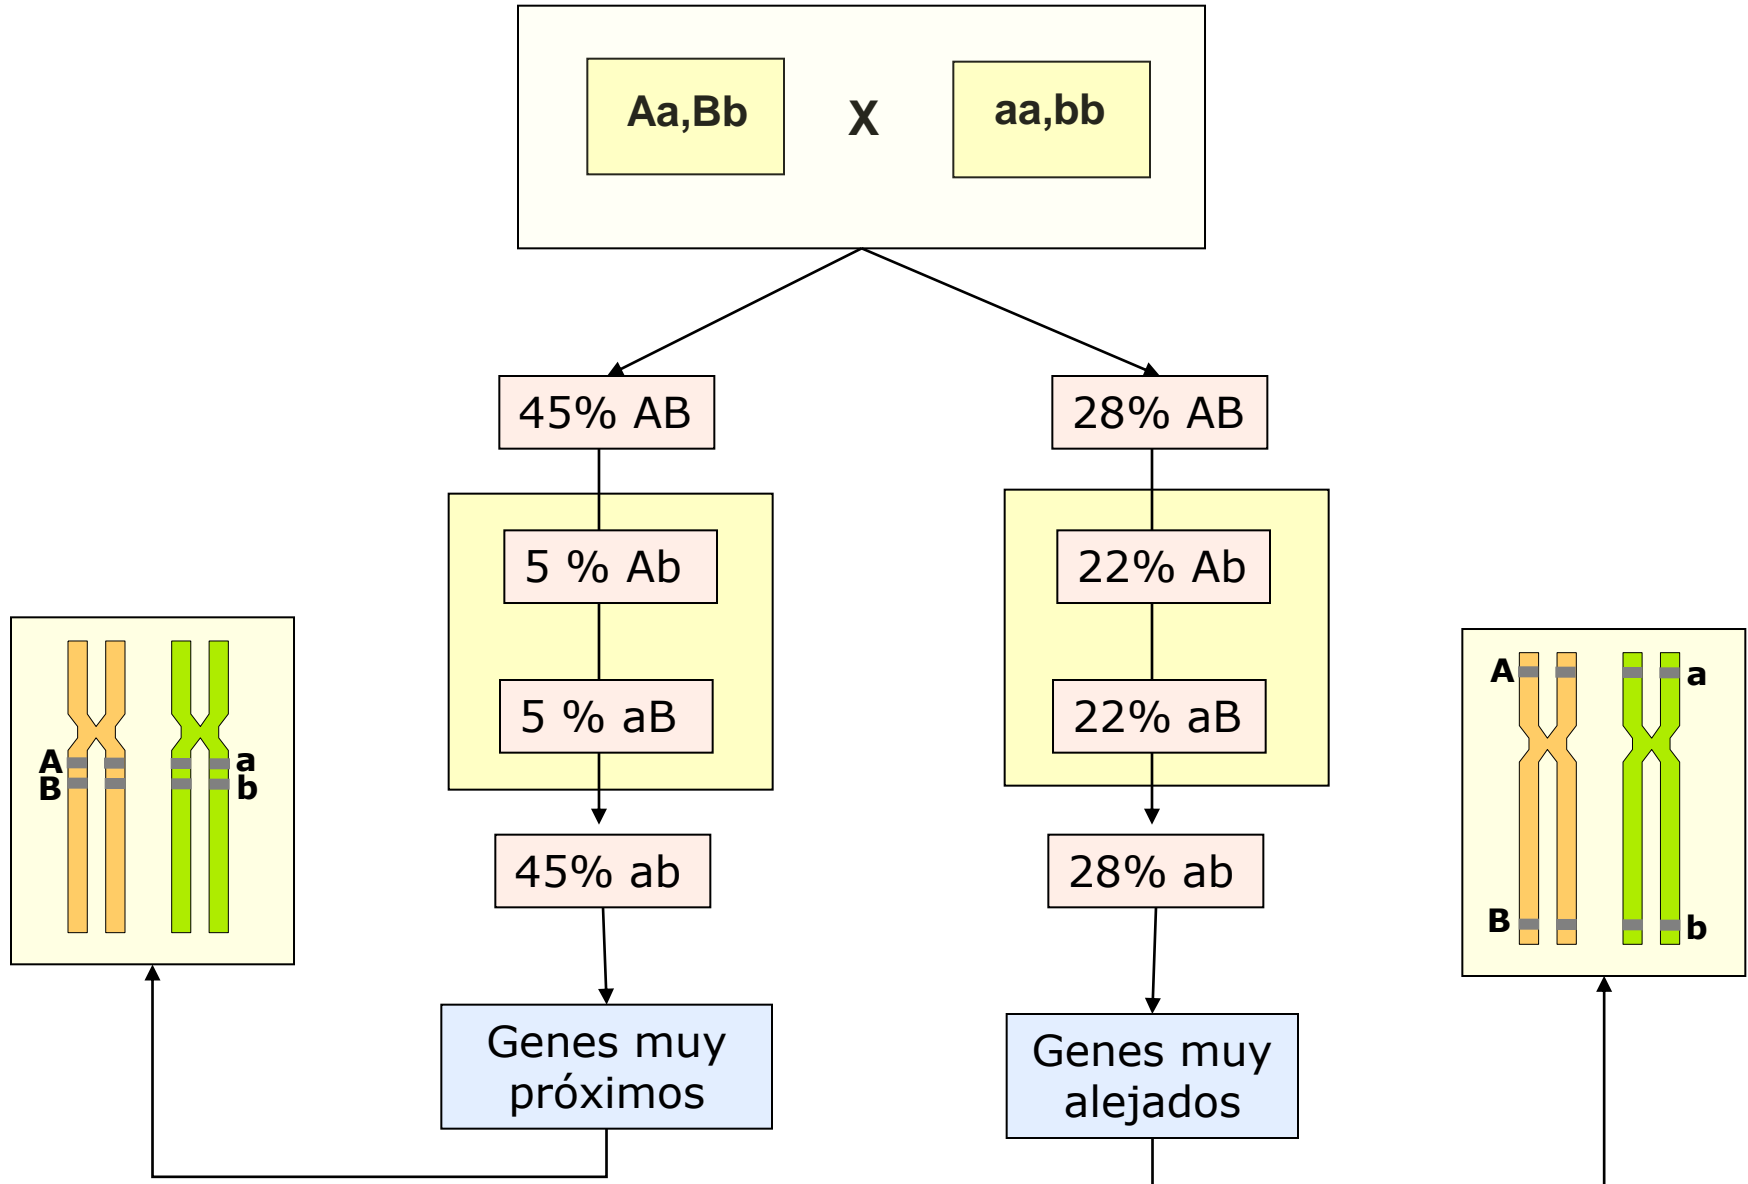 Aa,Bb
X
aa,bb
45% AB
28% AB
5 % Ab
22% Ab
5 % aB
22% aB
45% ab
28% ab
A
a
B
b
A
a
B
b
Genes muy
próximos
Genes muy
alejados